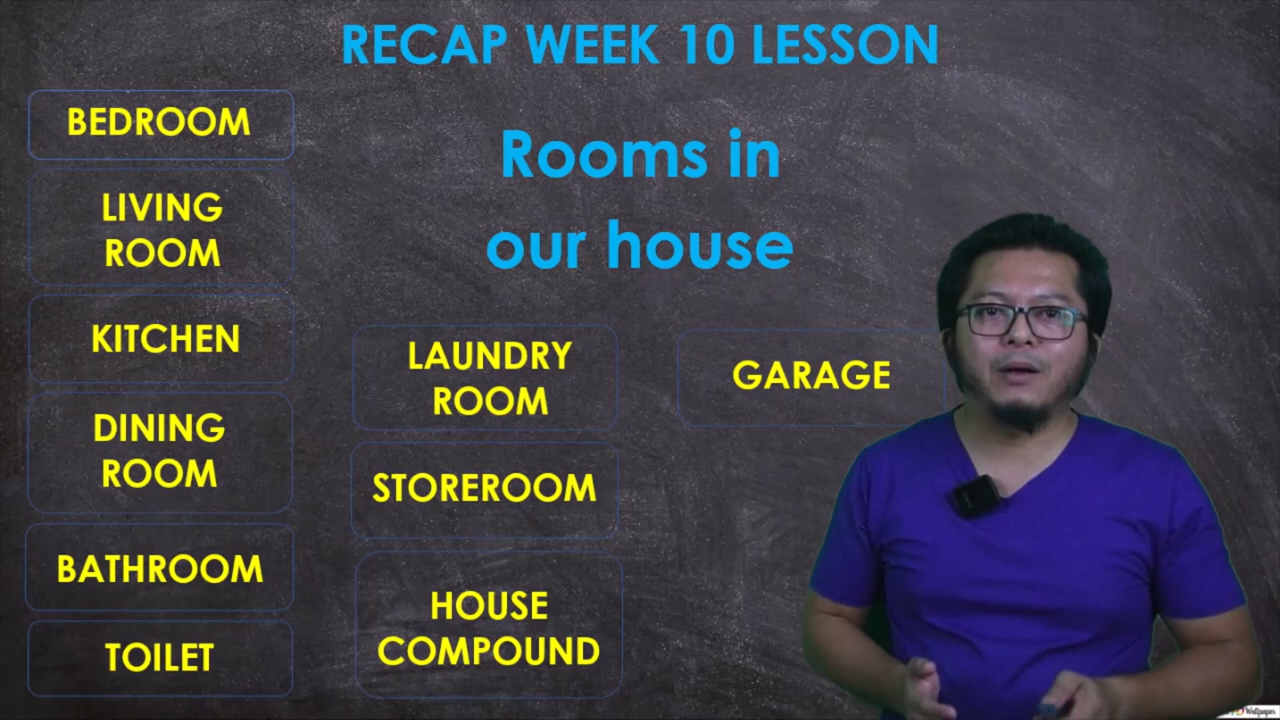 RECAP WEEK 10 LESSON
Rooms in
our house
BEDROOM
LIVING
ROOM
KITCHEN
DINING
ROOM
BATHROOM
TOILET
LAUNDRY
ROOM
STOREROOM
HOUSE
COMPOUND
GARAGE
Wallpaper